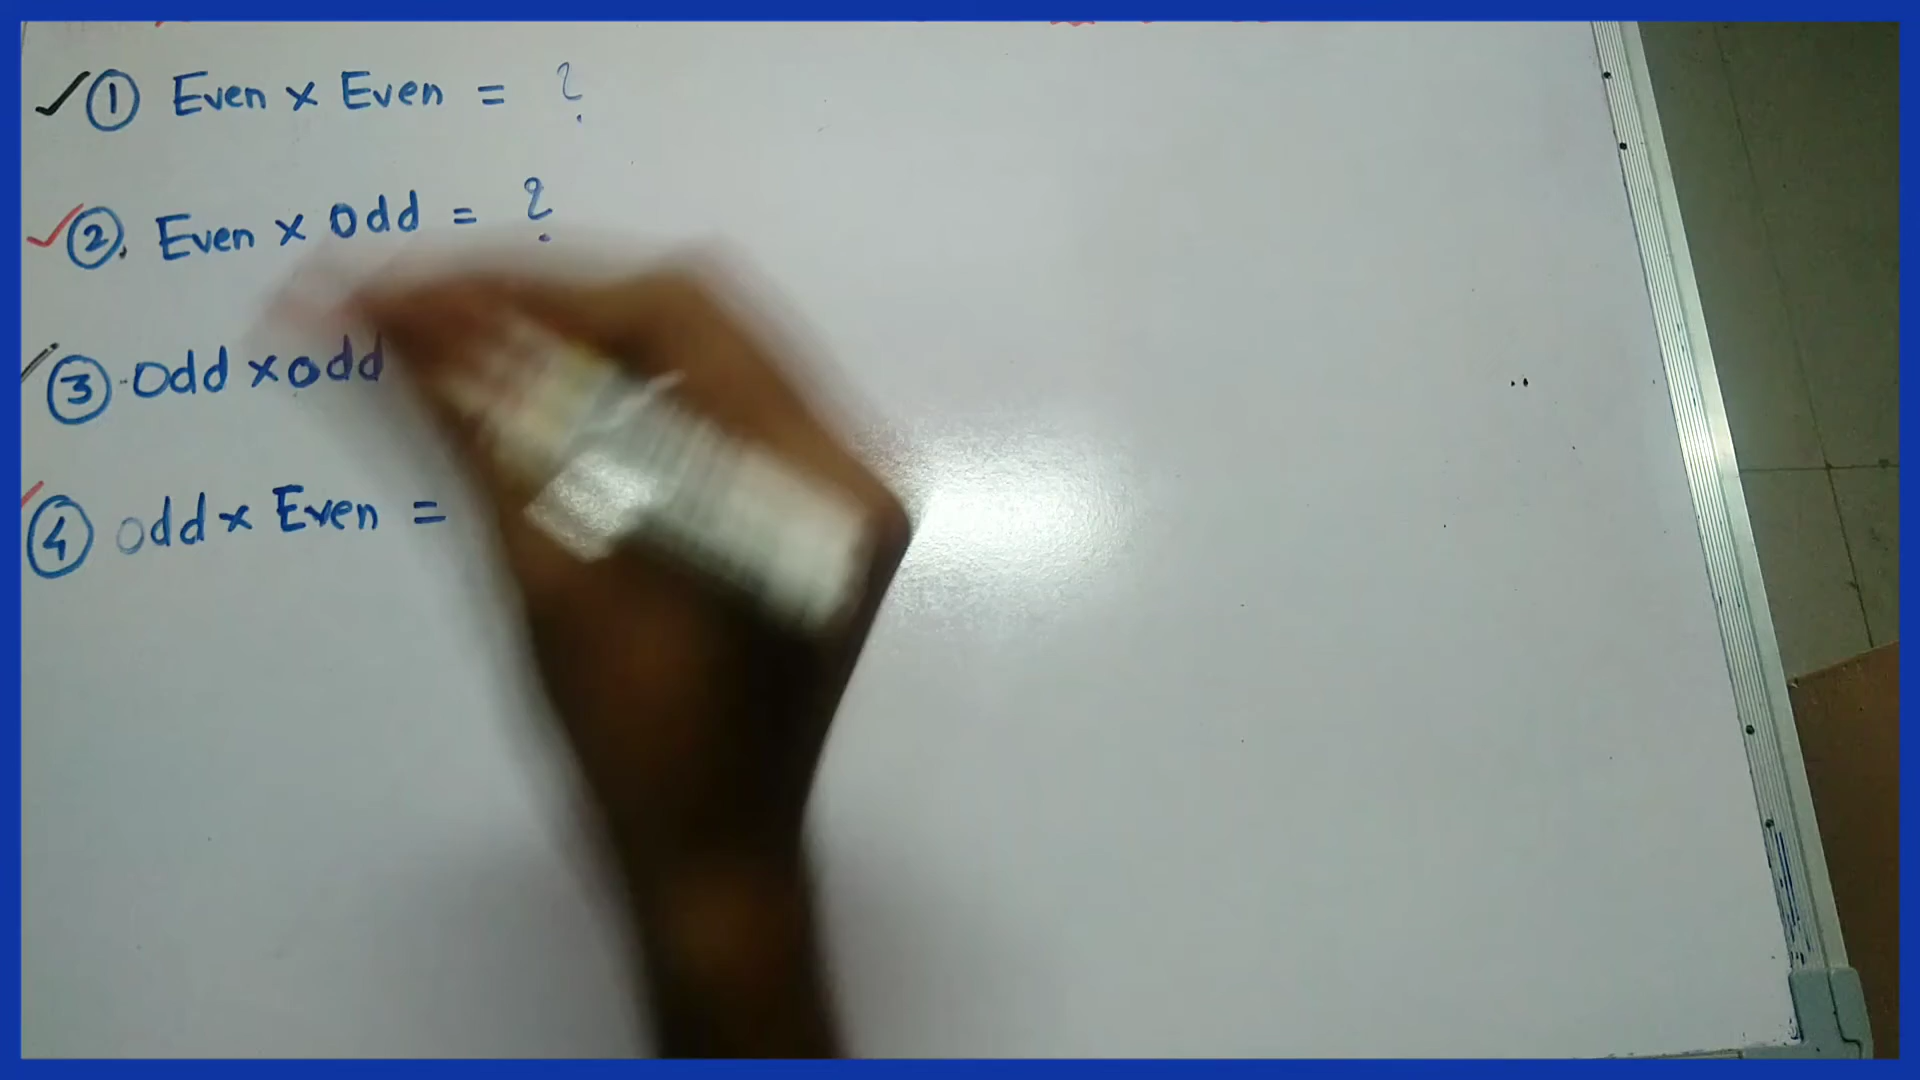 ① Even x Even = ?
②. Even x Odd = ?
③ Odd x odd
④ odd x Even =